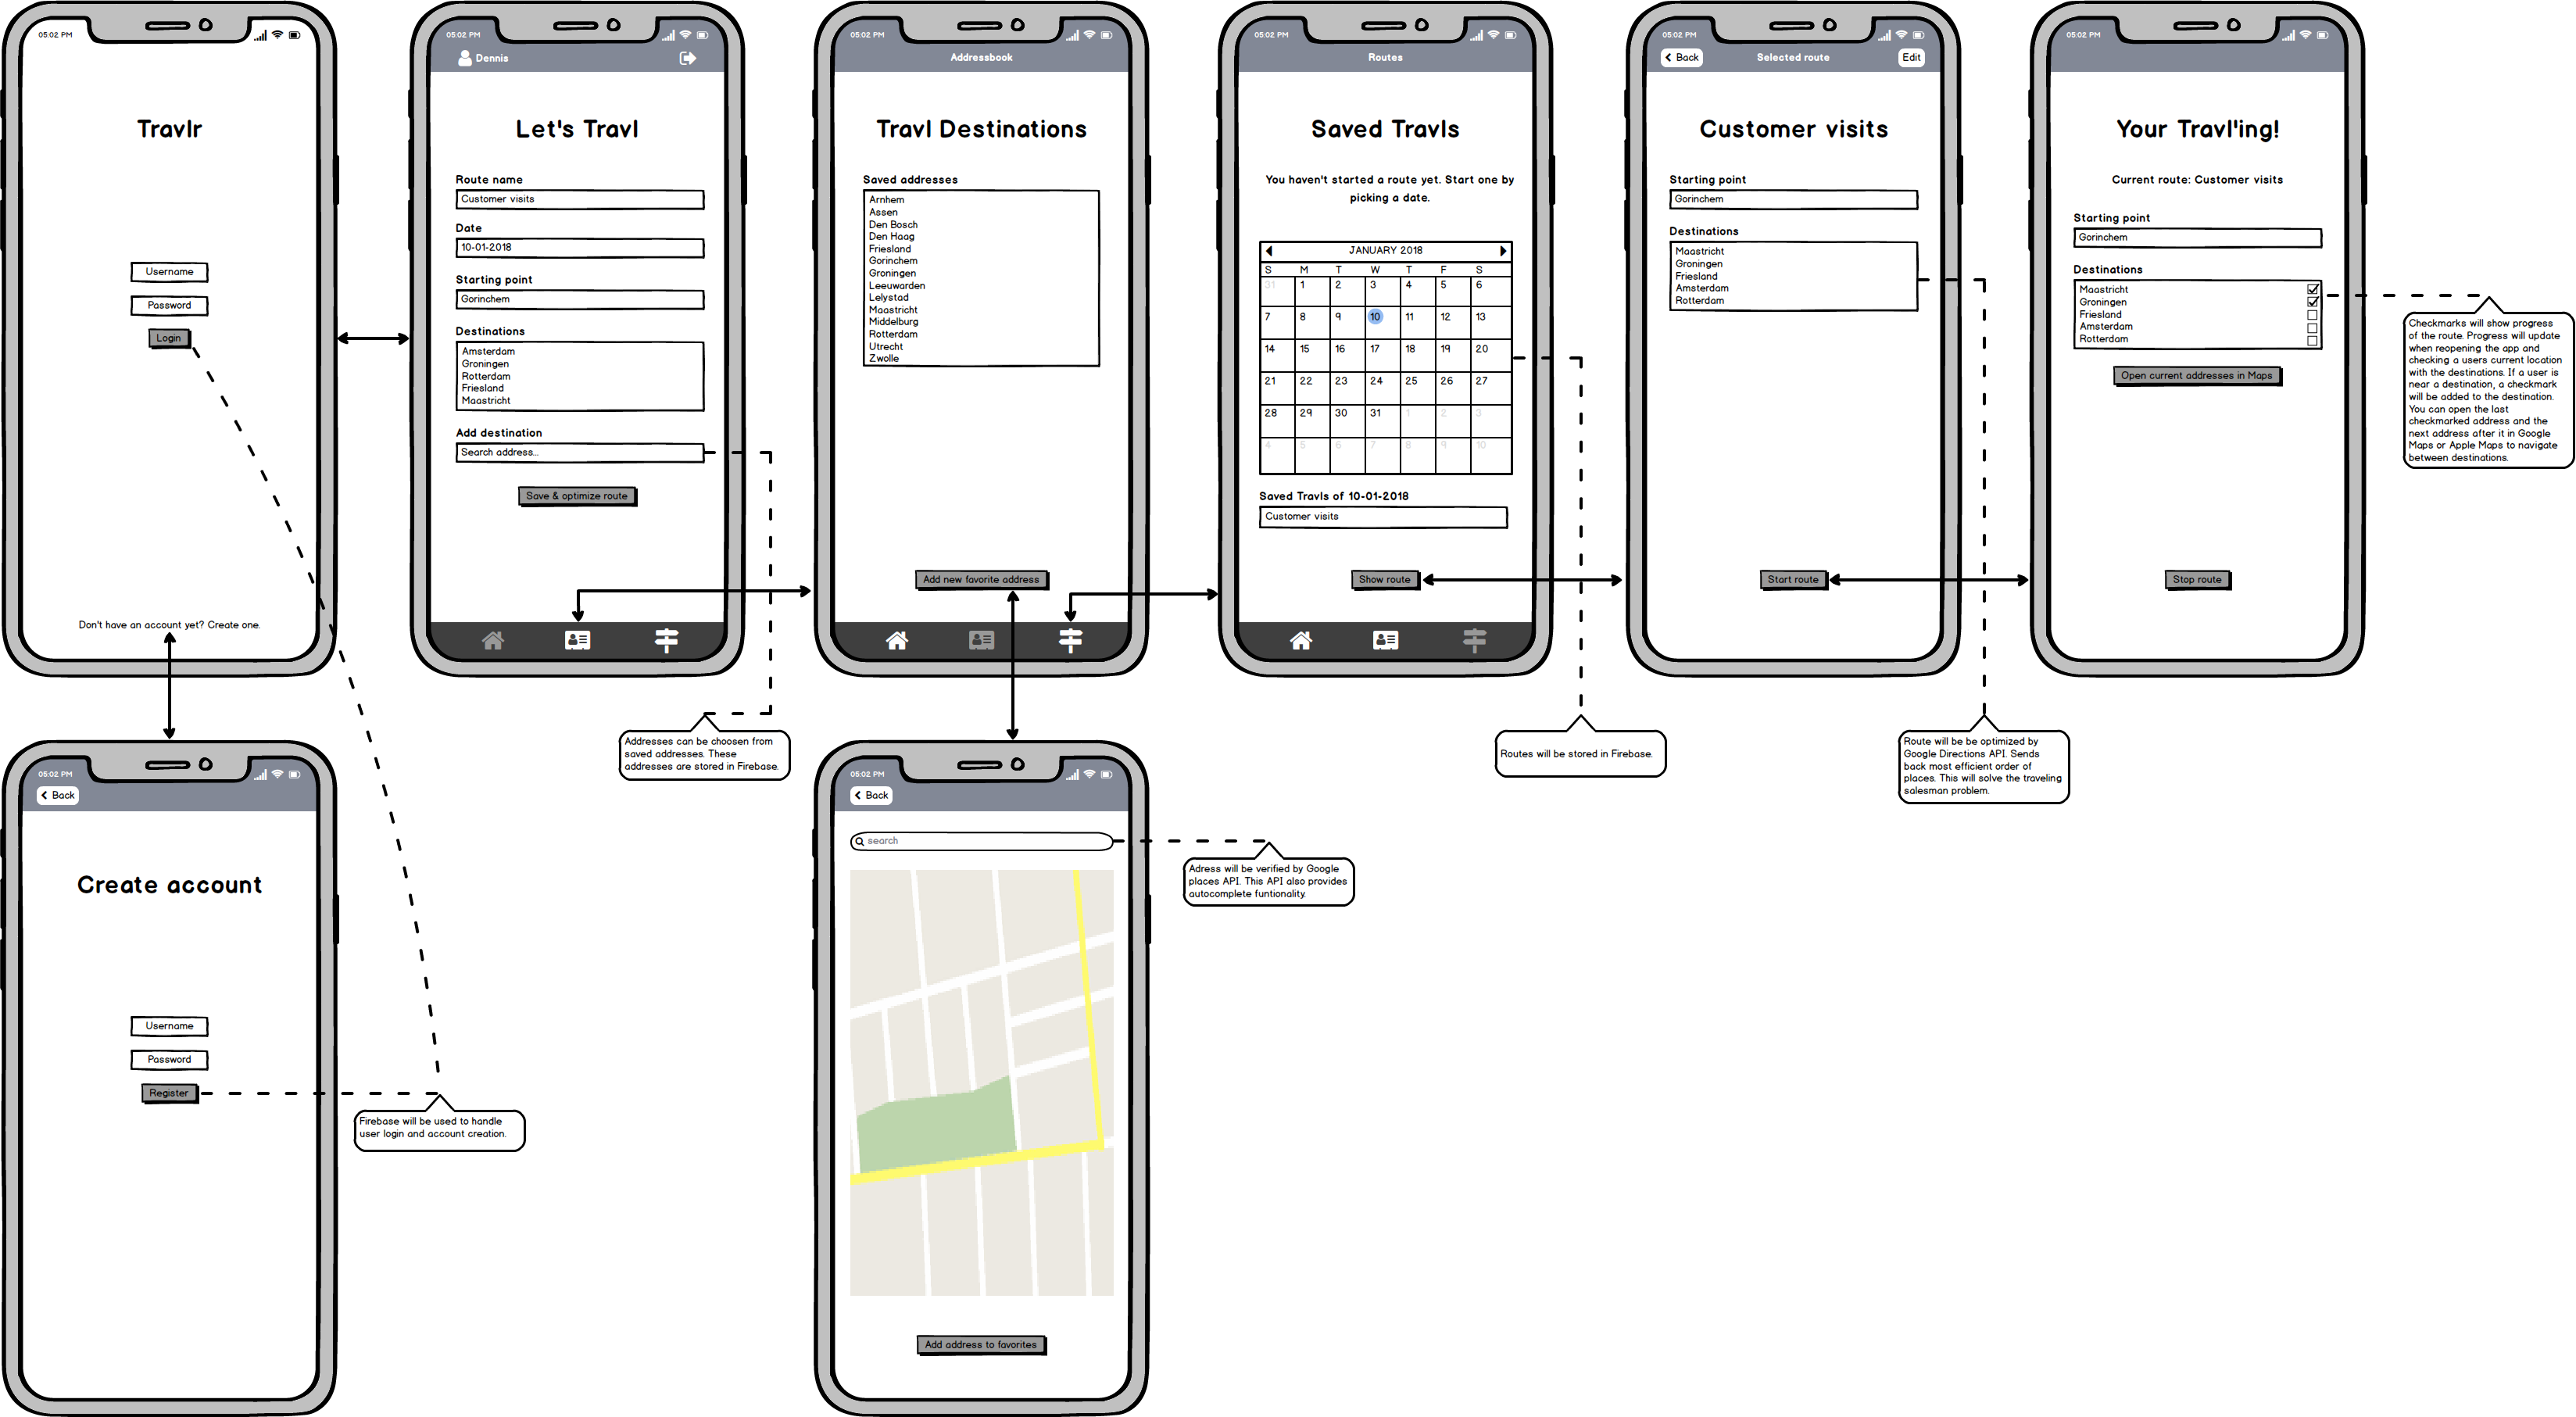 05:02 PM
Travlr
Username
Password
Login
Don't have an account yet? Create one.
05:02 PM
Dennis
Let's Travl
Route name
Customer visits
Date
10-01-2018
Starting point
Gorinchem
Destinations
Amsterdam
Groningen
Rotterdam
Friesland
Maastricht
Add destination
Search address...
Save & optimize route
05:02 PM
Addressbook
Travl Destinations
Saved addresses
Arnhem
Assen
Den Bosch
Den Haag
Friesland
Gorinchem
Groningen
Leeuwarden
Lelystad
Maastricht
Middelburg
Rotterdam
Utrecht
Zwolle
Add new favorite address
05:02 PM
Routes
Saved Travls
You haven't started a route yet. Start one by
picking a date.
JANUARY 2018
S M T W T F S
31 1 2 3 4 5 6
7 8 9 10 11 12 13
14 15 16 17 18 19 20
21 22 23 24 25 26 27
28 29 30 31 1 2 3
4 5 6 7 8 9 10
Saved Travls of 10-01-2018
Customer visits
Show route
05:02 PM
Back
Selected route
Edit
Customer visits
Starting point
Gorinchem
Destinations
Maastricht
Groningen
Friesland
Amsterdam
Rotterdam
Start route
05:02 PM
Your Travl'ing!
Current route: Customer visits
Starting point
Gorinchem
Destinations
Maastricht
Groningen
Friesland
Amsterdam
Rotterdam
Open current addresses in Maps
Stop route
Checkmarks will show progress
of the route. Progress will update
when reopening the app and
checking a users current location
with the destinations. If a user is
near a destination, a checkmark
will be added to the destination.
You can open the last
checkmarked address and the
next address after it in Google
Maps or Apple Maps to navigate
between destinations.
Addresses can be choosen from
saved addresses. These
addresses are stored in Firebase.
Routes will be stored in Firebase.
Route will be be optimized by
Google Directions API. Sends
back most efficient order of
places. This will solve the traveling
salesman problem.
05:02 PM
Back
Create account
Username
Password
Register
Firebase will be used to handle
user login and account creation.
05:02 PM
Back
search
Adress will be verified by Google
places API. This API also provides
autocomplete funtionality.
Add address to favorites